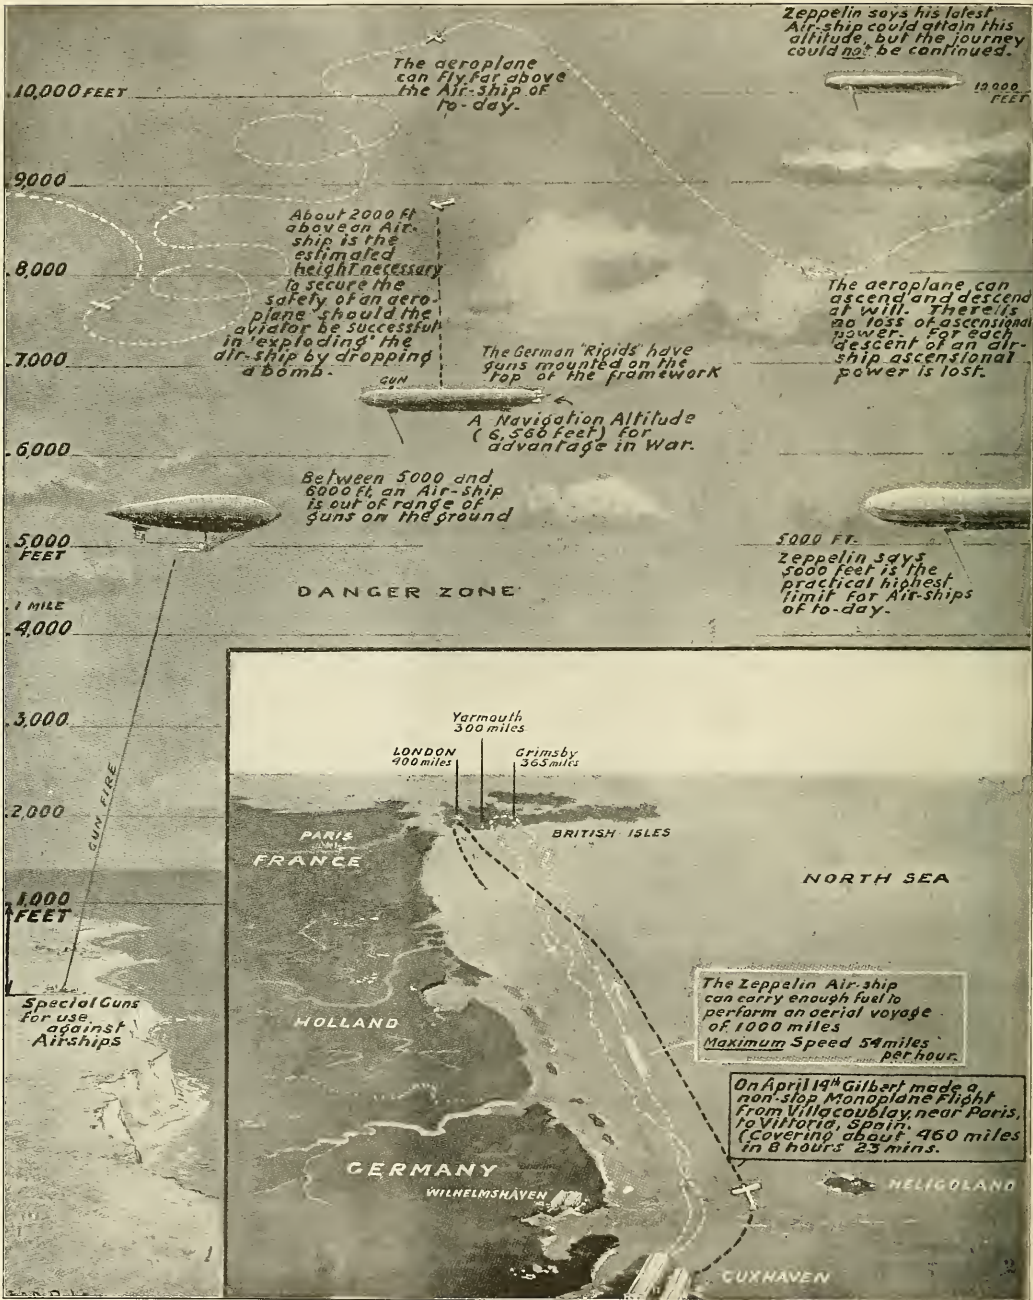 Zeppelin says his latest
Air-ship could attain this
altitude, but the journey
could not be continued.
The aeroplane
can fly far above
the Air-ship of
to-day.
10,000 FEET
10,000
FEET
9,000
About 2000 ft
above an Air-
ship is the
estimated
height necessary
to secure the
safety of an aero-
plane should the
aviator be successful
in 'exploding' the
air-ship by dropping
a bomb.
8,000
The aeroplane can
ascend and descend
at will. There is
no loss of ascensional
power. For each
descent of an air-
ship ascensional
power is lost.
7,000
The German "Rigids" have
guns mounted on the
top of the framework
GUN
A Navigation Altitude
(6,560 feet) for
advantage in War.
6,000
Between 5000 and
6000 ft, an Air-ship
is out of range of
guns on the ground
5,000
FEET
5000 FT.
Zeppelin says
5000 feet is the
practical highest
limit for Air-ships
of to-day.
DANGER ZONE
1 MILE
4,000
3,000
2,000
GUN FIRE
1,000
FEET
Special Guns
for use
against
Airships
Yarmouth
300 miles
LONDON
400 miles
Grimsby
365 miles
PARIS
FRANCE
BRITISH ISLES
NORTH SEA
The Zeppelin Air-ship
can carry enough fuel to
perform an aerial voyage
of 1000 miles
Maximum Speed 54 miles
per hour.
HOLLAND
On April 19th Gilbert made a
non-stop Monoplane Flight
from Villacoublay, near Paris,
to Vittoria, Spain.
(Covering about 460 miles
in 8 hours 23 mins.
GERMANY
WILHELMSHAVEN
HELIGOLAND
CUXHAVEN
1
2